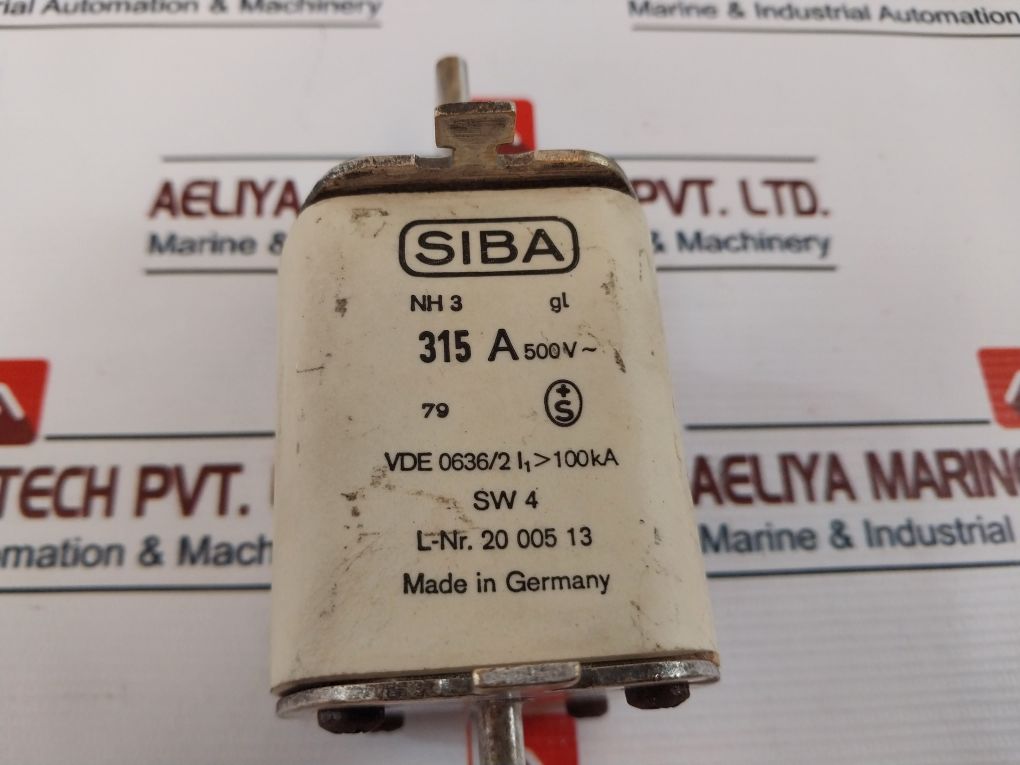 rial Automation & Machinery
Marine & Industrial Automation
AELIYA PVT. LTD.
Marine & & Machinery
SIBA
NH 3 gl
315 A 500V~
79 +S
VDE 0636/2 I₁>100kA
SW 4
L-Nr. 20 005 13
Made in Germany
TECH PVT.
omation & Mach
AELIYA MARIN
Marine & Industrial